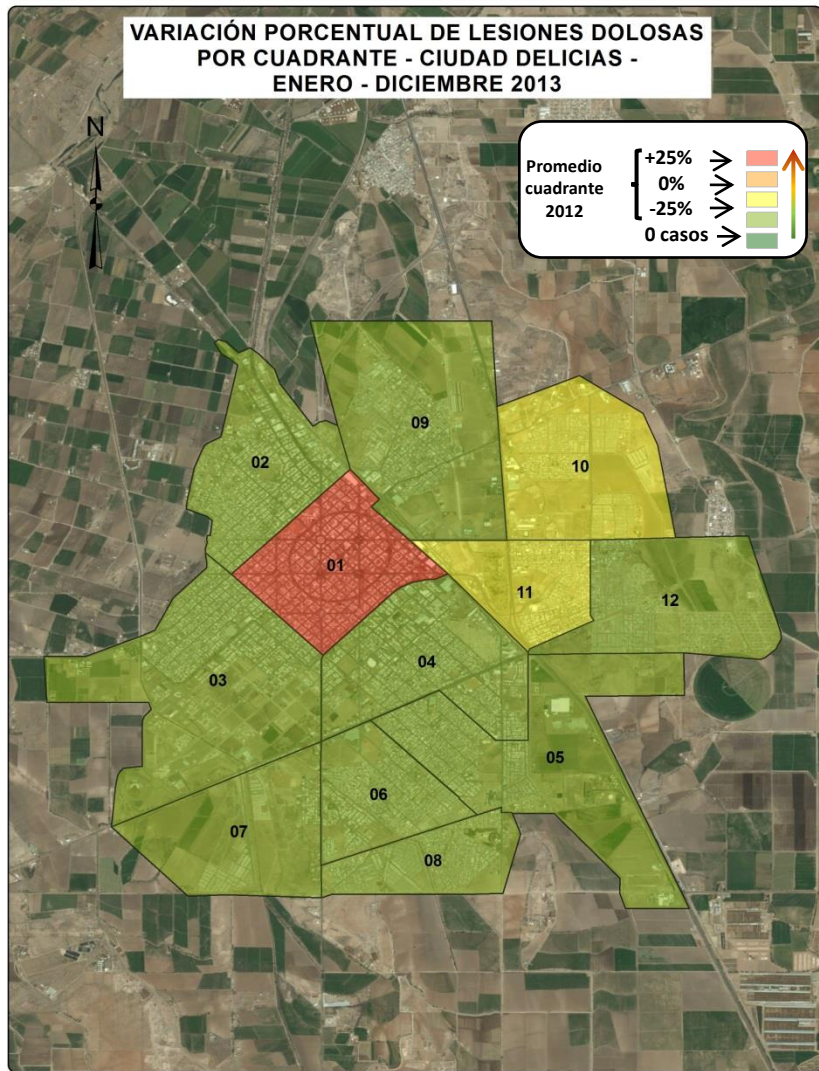 VARIACIÓN PORCENTUAL DE LESIONES DOLOSAS
POR CUADRANTE - CIUDAD DELICIAS -
ENERO - DICIEMBRE 2013
N
Promedio
cuadrante
2012
+25%
0%
-25%
0 casos
09
02
10
01
11
12
04
03
05
06
07
08